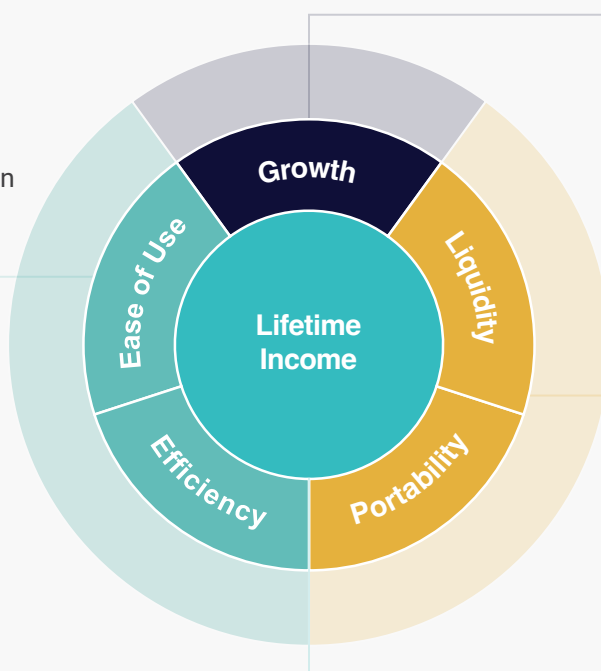 n
Growth
Liquidity
Portability
Efficiency
Ease of Use
Lifetime
Income